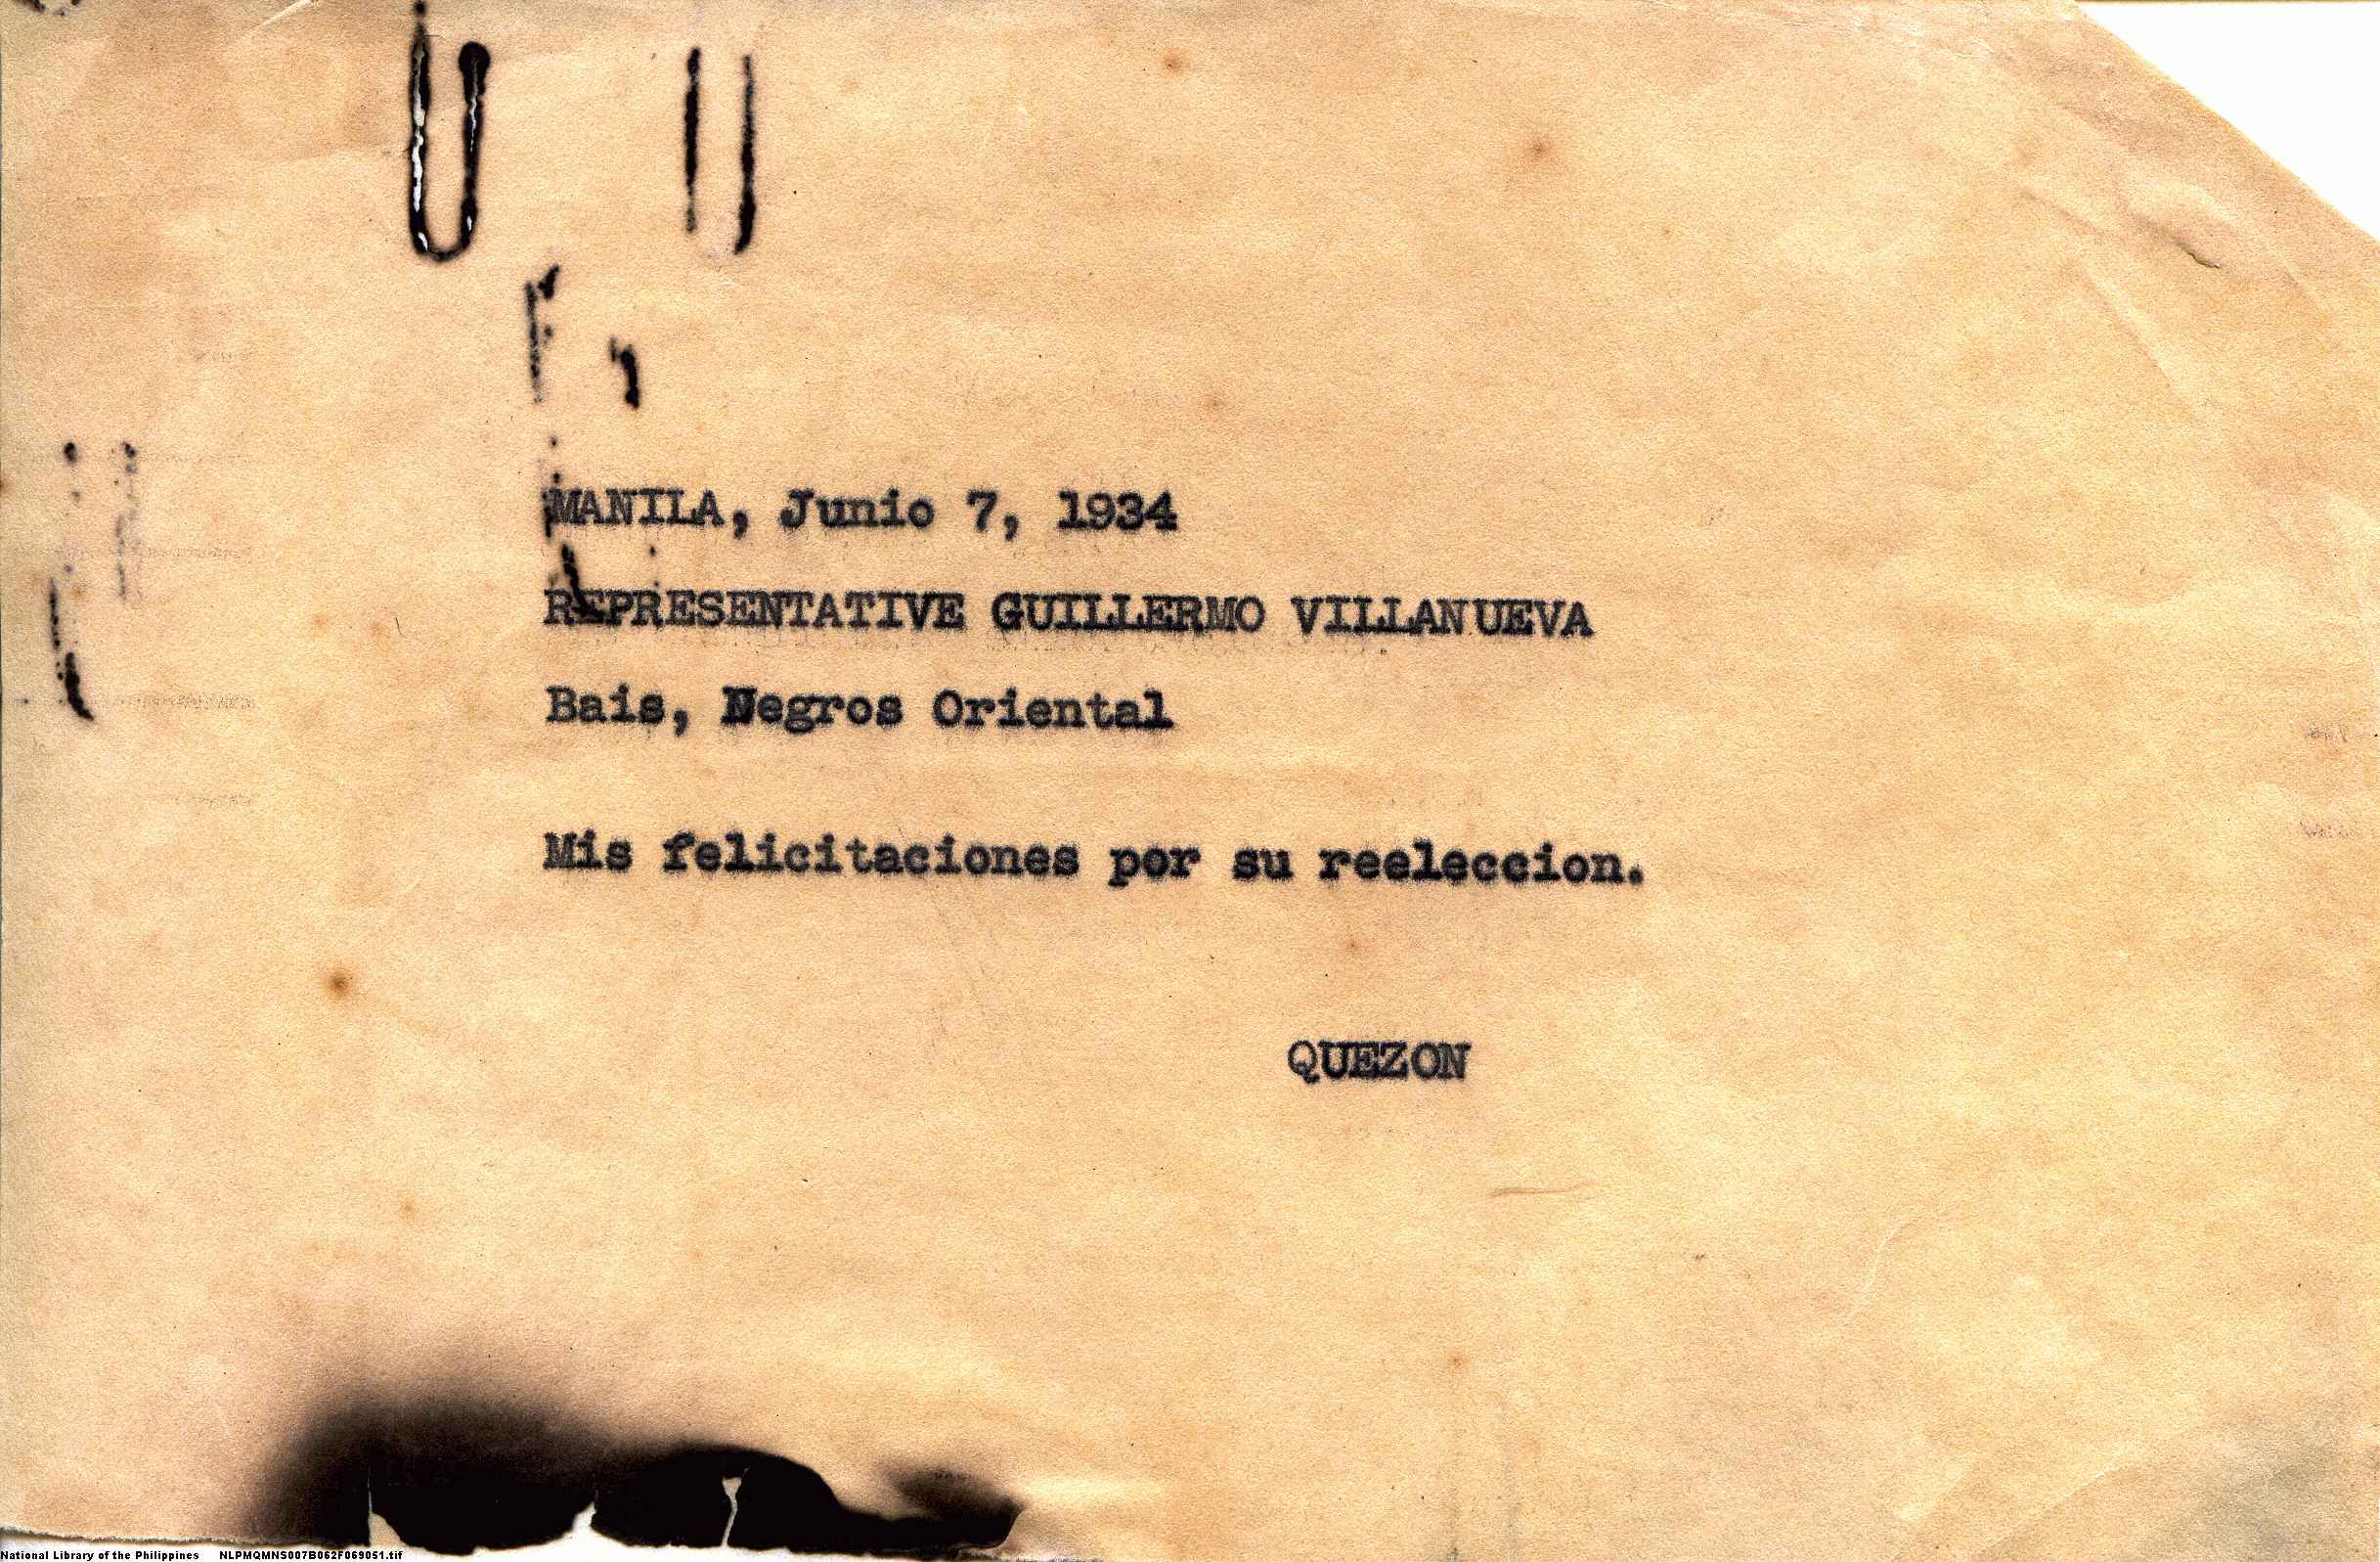 MANILA, Junio 7, 1934
REPRESENTATIVE GUILLERMO VILLANUEVA
Bais, Negros Oriental
Mis felicitaciones por su reeleccion.
QUEZON
National Library of the Philippines NLPMQMNS007B062F069051.tif